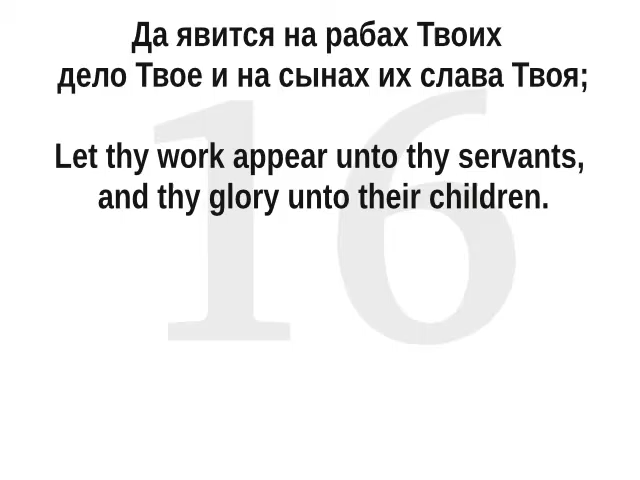 Да явится на рабах Твоих
дело Твое и на сынах их слава Твоя;
Let thy work appear unto thy servants,
and thy glory unto their children.
16